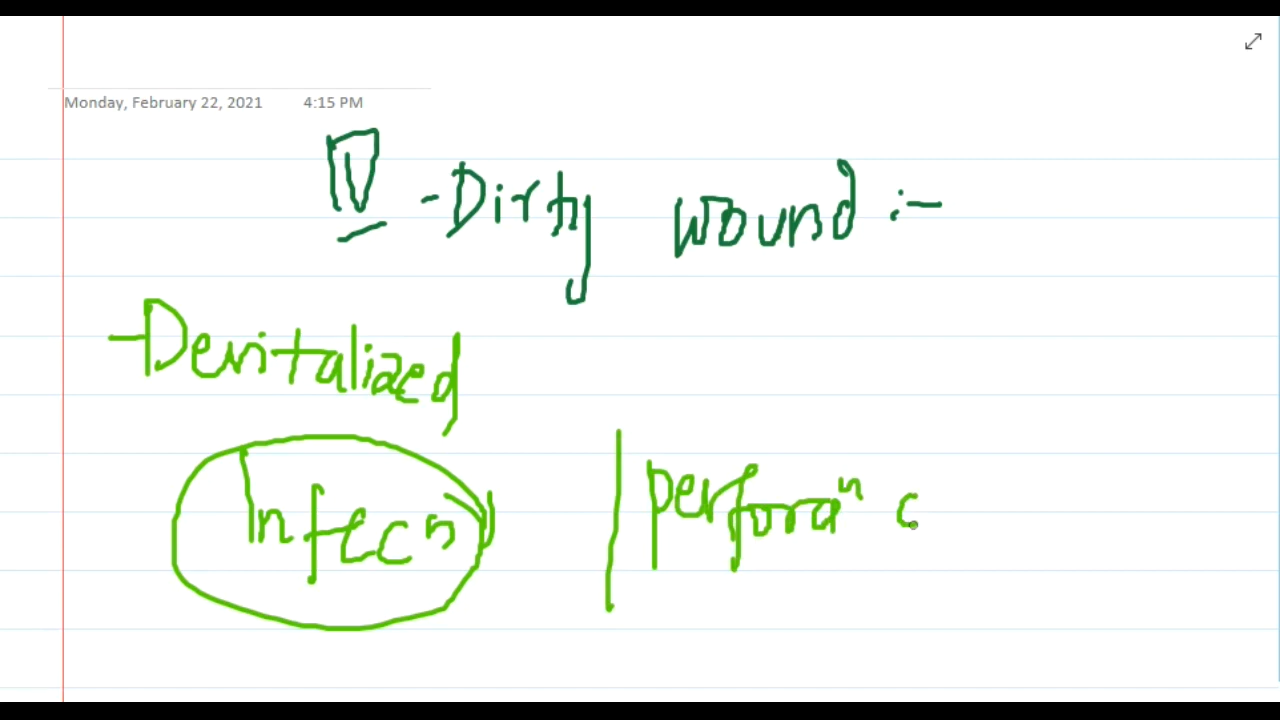 Monday, February 22, 2021 4:15 PM
IV - Dirty wound :-
- Devitalized
Infecn | perforaⁿ c